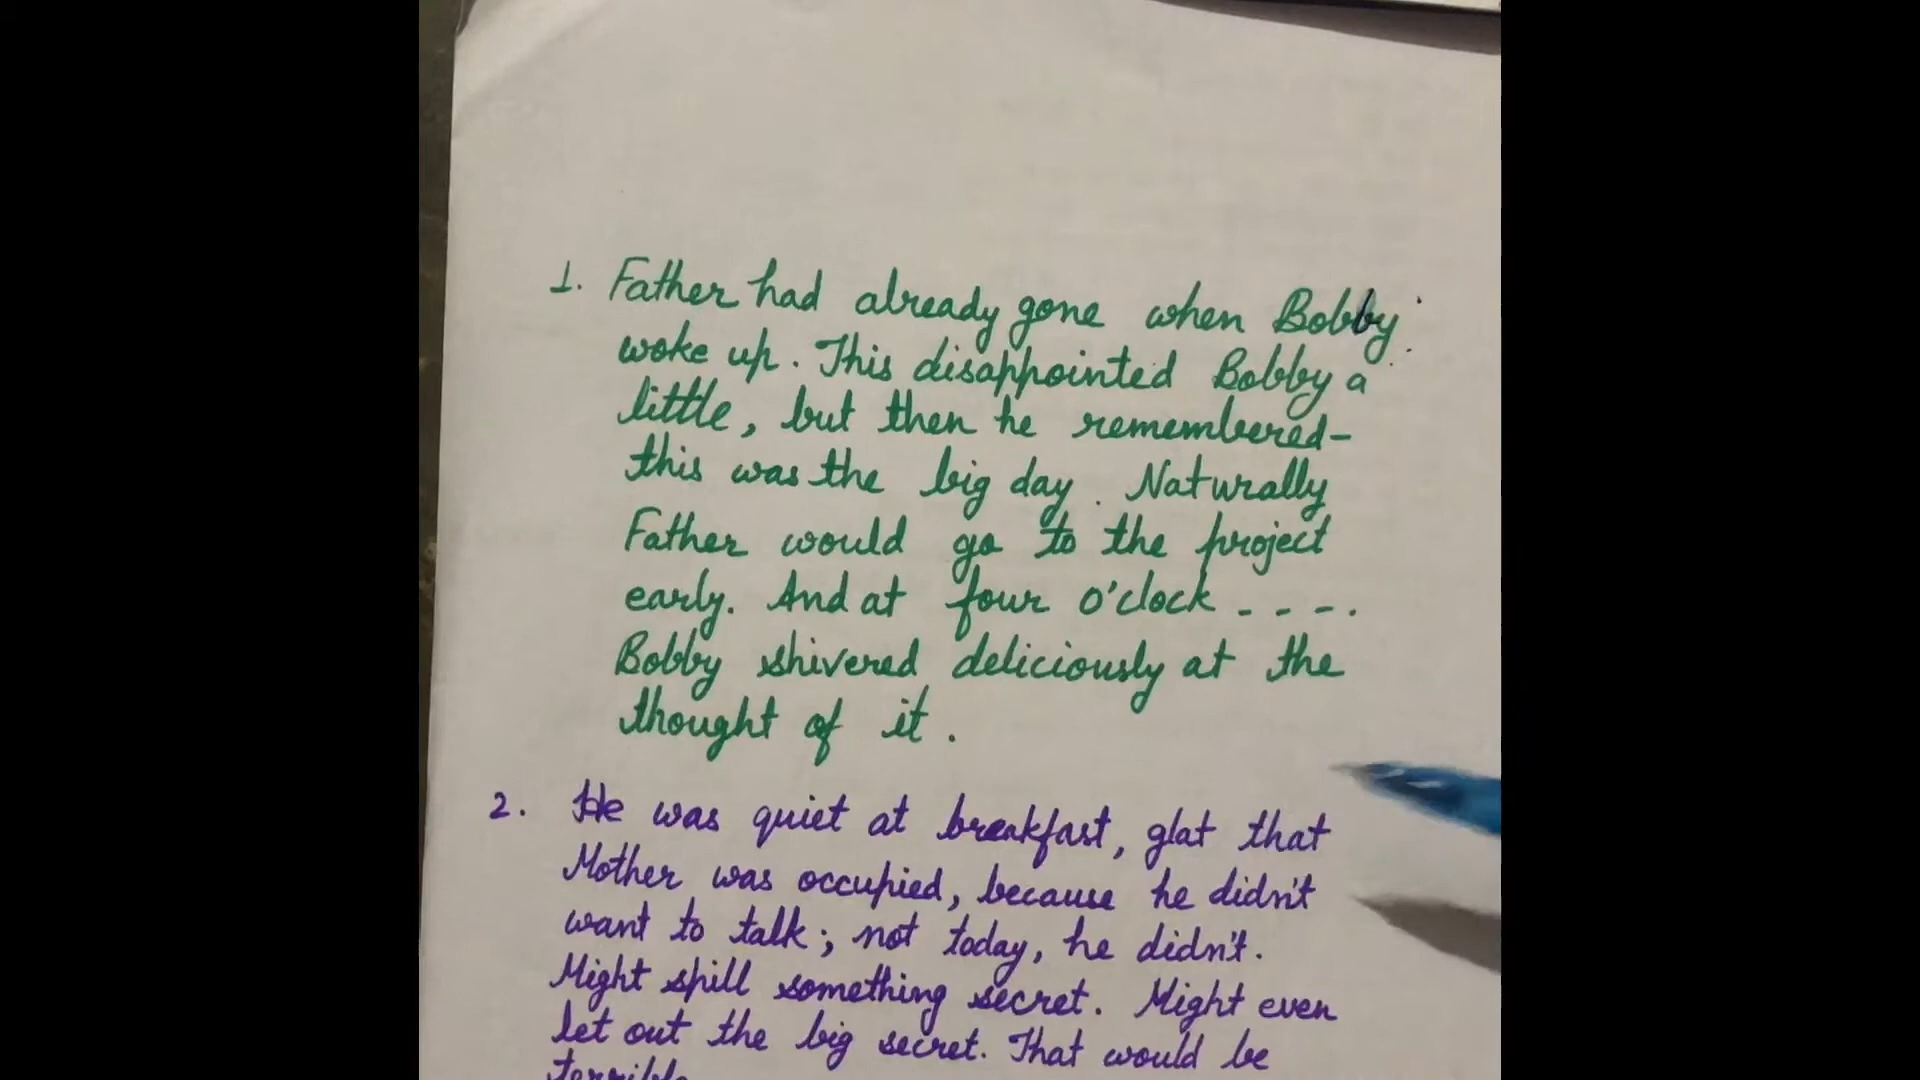 1. Father had already gone when Bobby
woke up. This disappointed Bobby a
little, but then he remembered-
this was the big day. Naturally
Father would go to the project
early. And at four o'clock ----.
Bobby shivered deliciously at the
thought of it.
2. He was quiet at breakfast, glat that
Mother was occupied, because he didn't
want to talk; not today, he didn't.
Might spill something secret. Might even
let out the big secret. That would be
terrible